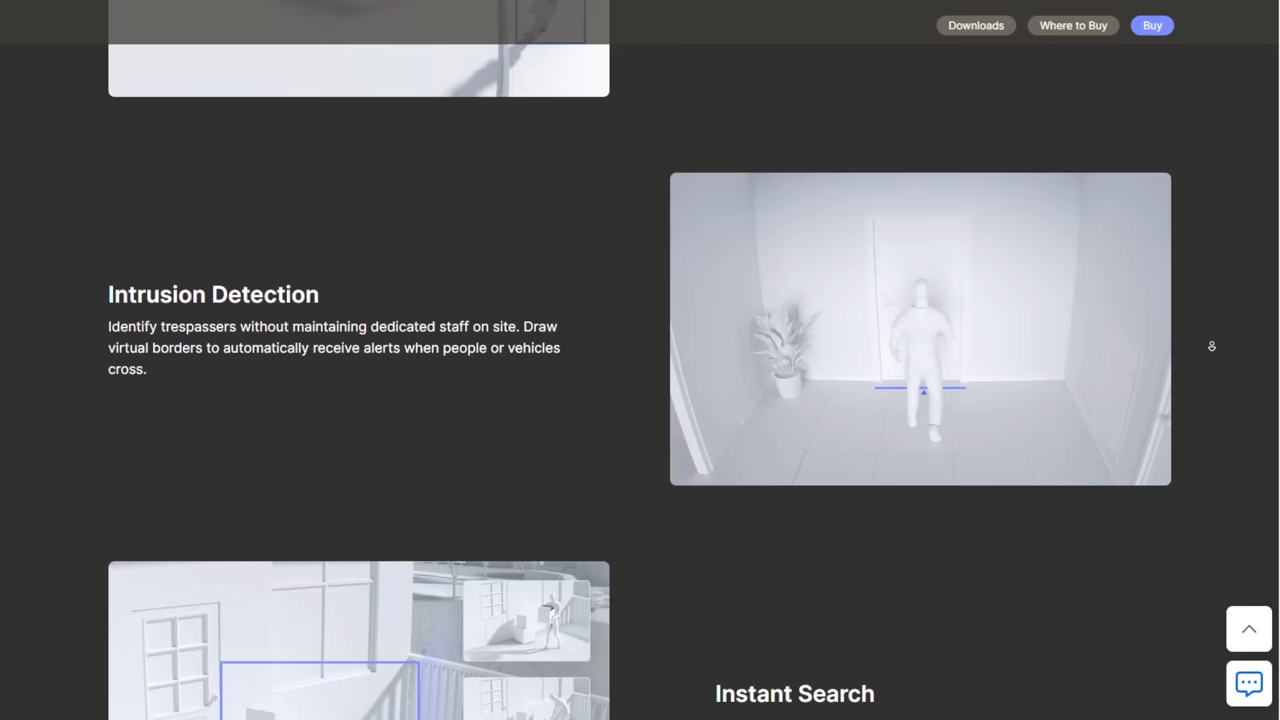 Downloads
Where to Buy
Buy
Intrusion Detection
Identify trespassers without maintaining dedicated staff on site. Draw
virtual borders to automatically receive alerts when people or vehicles
cross.
Instant Search